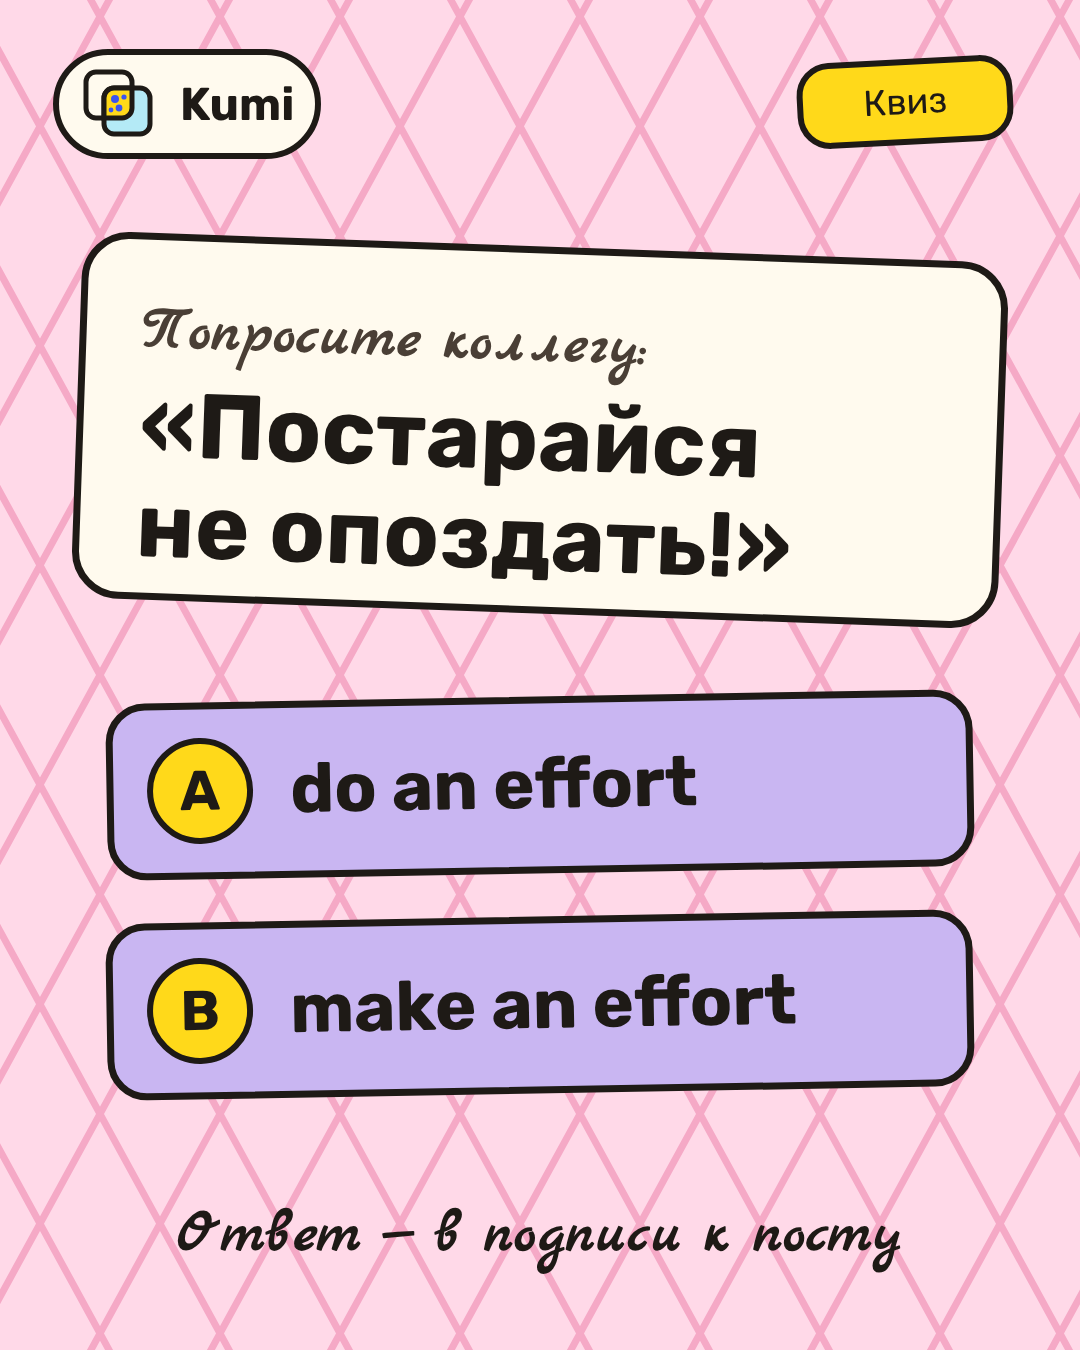 Kumi
Квиз
Попросите коллегу:
«Постарайся
не опоздать!»
A do an effort
B make an effort
Ответ — в подписи к посту